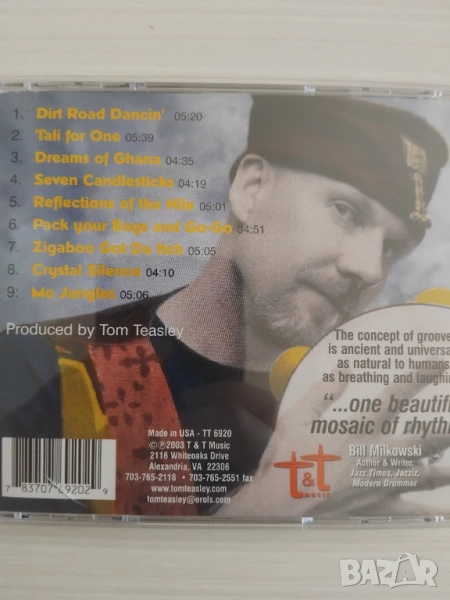 1. Dirt Road Dancin' 05:20
2. Tali for One 05:39
3. Dreams of Ghana 04:35
4. Seven Candlesticks 04:19
5. Reflections of the Nile 05:01
6. Pack your Bags and Go-Go 04:51
7. Zigaboo Got Da Itch 05:05
8. Crystal Silence 04:10
9: Mo Jangles 05:06
Produced by Tom Teasley
The concept of groove
is ancient and universa
as natural to humans
as breathing and laughin
"...one beautif
mosaic of rhyth
Bill Milkowski
Author & Writer,
Jazz Times, Jazziz,
Modern Drummer
t&t
MUSIC
Made in USA - TT 6920
©℗2003 T & T Music
2116 Whiteoaks Drive
Alexandria, VA 22306
703-765-2118 • 703-765-2551 fax
www.tomteasley.com
tomteasley@erols.com
7 83707 69202 9
BAZAR.bg